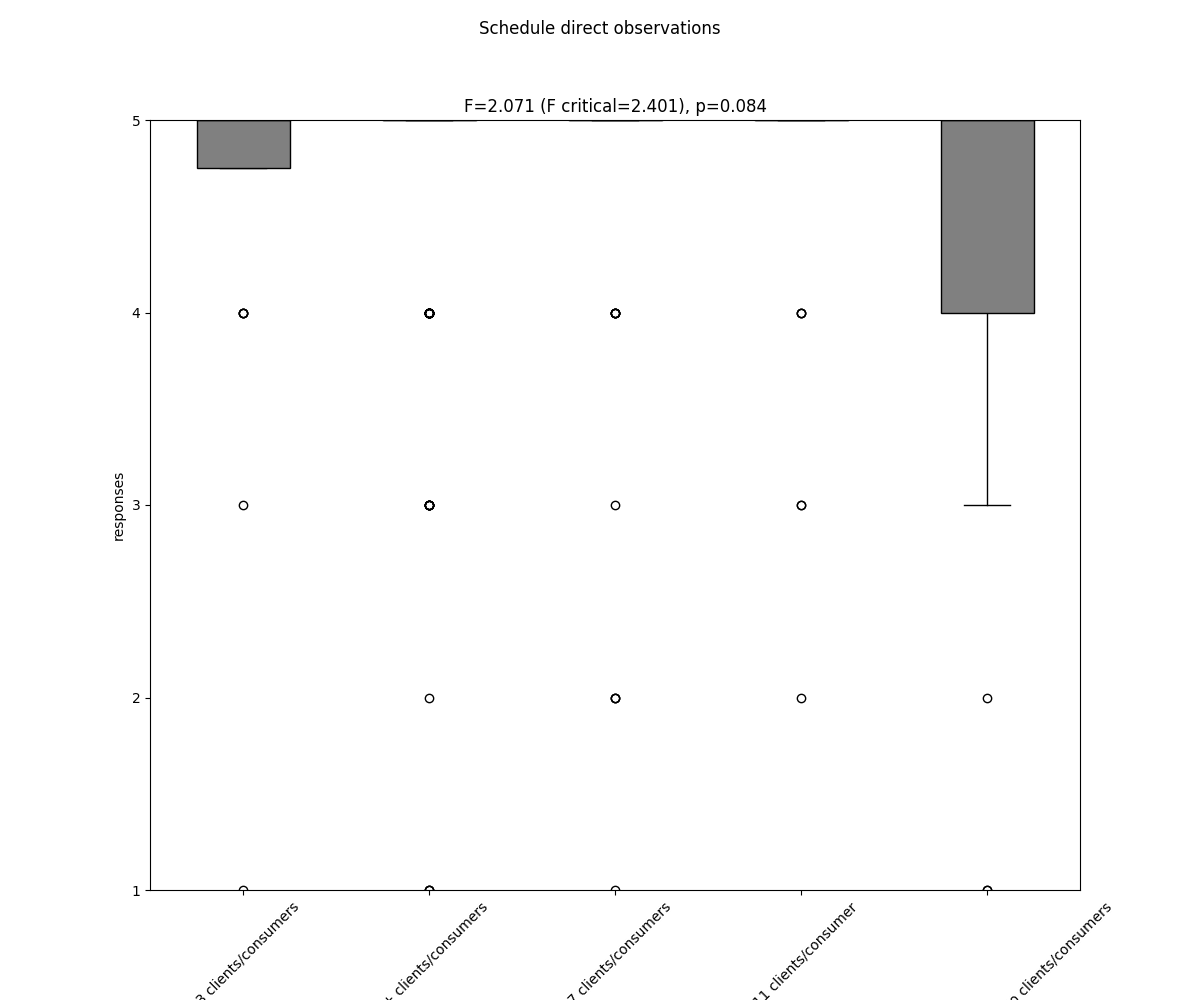 Schedule direct observations
F=2.071 (F critical=2.401), p=0.084
5
4
3
2
1
responses
3 clients/consumers
clients/consumers
7 clients/consumers
11 clients/consumer
clients/consumers